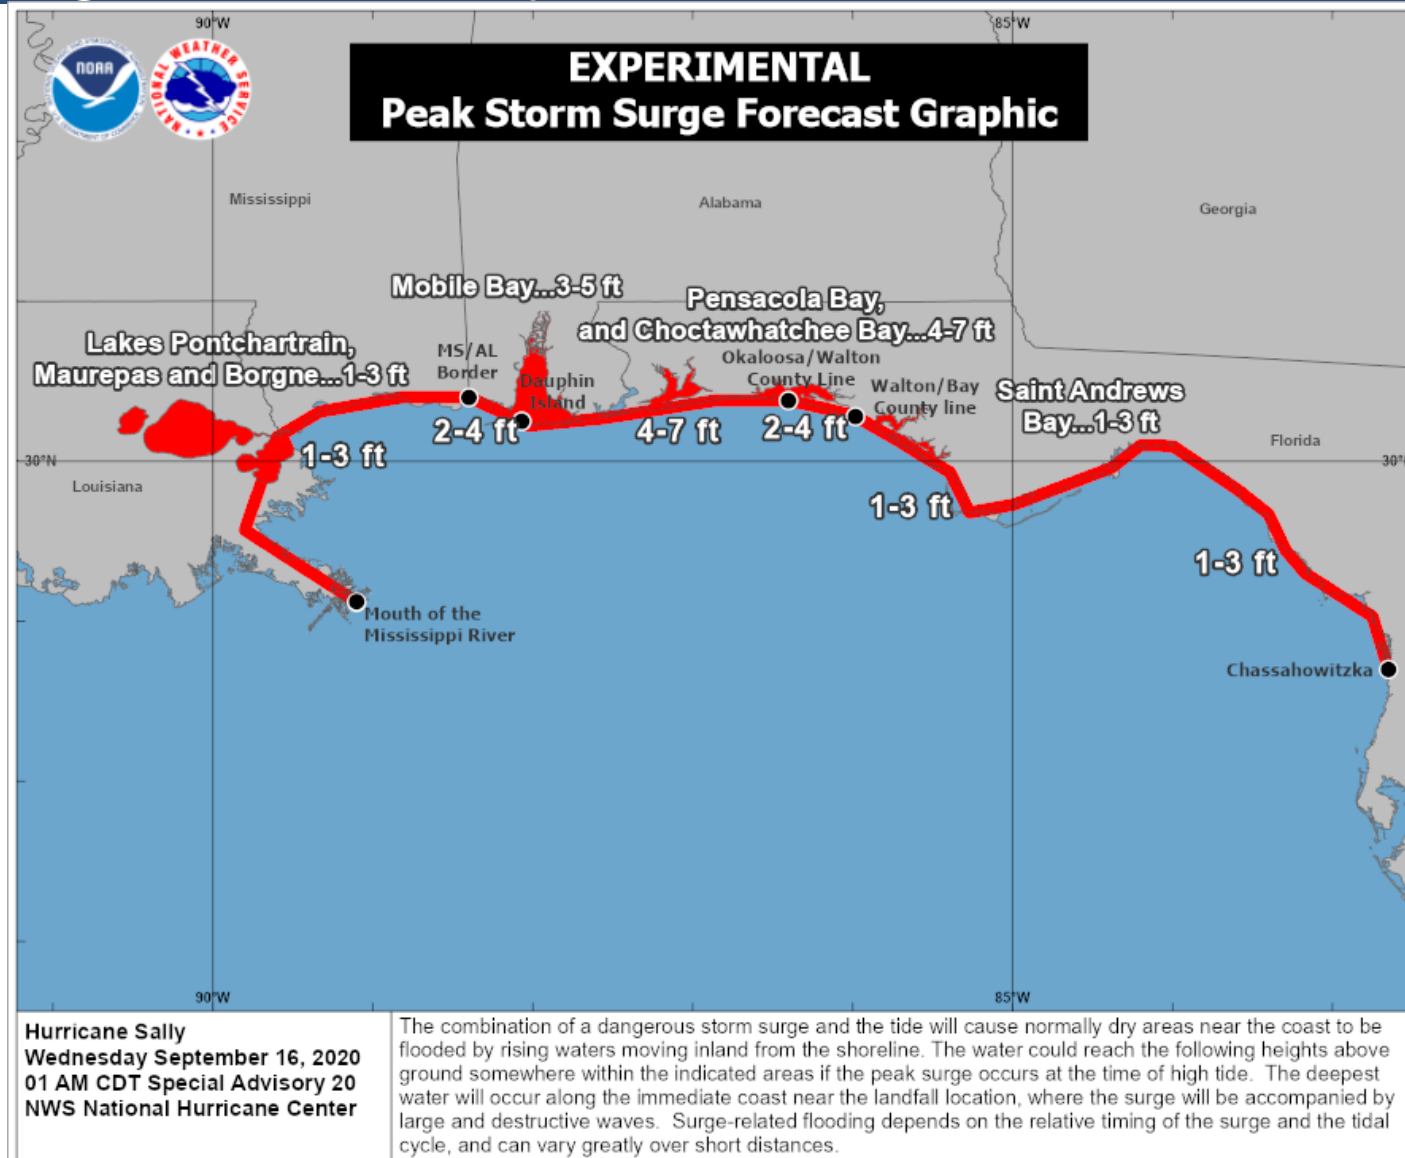 90°W
85°W
NOAA
NATIONAL WEATHER SERVICE
EXPERIMENTAL
Peak Storm Surge Forecast Graphic
Mississippi
Alabama
Georgia
Mobile Bay...3-5 ft
Pensacola Bay,
and Choctawhatchee Bay...4-7 ft
Lakes Pontchartrain,
Maurepas and Borgne...1-3 ft
MS/AL
Border
Dauphin
Island
Okaloosa/Walton
County Line
Walton/Bay
County line
Saint Andrews
Bay...1-3 ft
2-4 ft
4-7 ft
2-4 ft
1-3 ft
Florida
30°N
30°
Louisiana
1-3 ft
1-3 ft
Mouth of the
Mississippi River
Chassahowitzka
90°W
85°W
Hurricane Sally
Wednesday September 16, 2020
01 AM CDT Special Advisory 20
NWS National Hurricane Center
The combination of a dangerous storm surge and the tide will cause normally dry areas near the coast to be
flooded by rising waters moving inland from the shoreline. The water could reach the following heights above
ground somewhere within the indicated areas if the peak surge occurs at the time of high tide. The deepest
water will occur along the immediate coast near the landfall location, where the surge will be accompanied by
large and destructive waves. Surge-related flooding depends on the relative timing of the surge and the tidal
cycle, and can vary greatly over short distances.